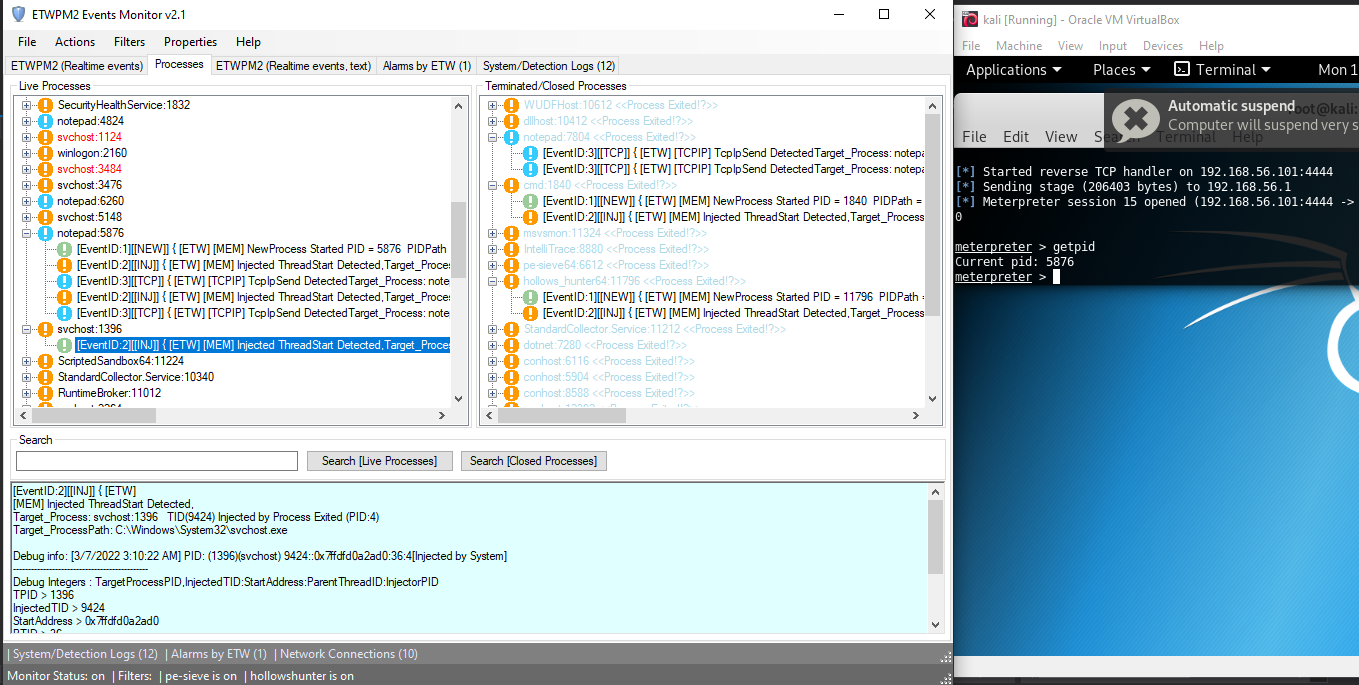 ETWPM2 Events Monitor v2.1
File Actions Filters Properties Help
ETWPM2 (Realtime events) Processes ETWPM2 (Realtime events, text) Alarms by ETW (1) System/Detection Logs (12)
Live Processes
SecurityHealthService:1832
notepad:4824
svchost:1124
winlogon:2160
svchost:3484
svchost:3476
notepad:6260
svchost:5148
notepad:5876
[EventID:1][[NEW]] { [ETW] [MEM] NewProcess Started PID = 5876 PIDPath
[EventID:2][[INJ]] { [ETW] [MEM] Injected ThreadStart Detected,Target_Proces
[EventID:3][[TCP]] { [ETW] [TCPIP] TcpIpSend DetectedTarget_Process: note
[EventID:2][[INJ]] { [ETW] [MEM] Injected ThreadStart Detected,Target_Proces
[EventID:3][[TCP]] { [ETW] [TCPIP] TcpIpSend DetectedTarget_Process: note
svchost:1396
[EventID:2][[INJ]] { [ETW] [MEM] Injected ThreadStart Detected,Target_Proces
ScriptedSandbox64:11224
StandardCollector.Service:10340
RuntimeBroker:11012
Terminated/Closed Processes
WUDFHost:10612 <<Process Exited!?>>
dllhost:10412 <<Process Exited!?>>
notepad:7804 <<Process Exited!?>>
[EventID:3][[TCP]] { [ETW] [TCPIP] TcpIpSend DetectedTarget_Process: notepa
[EventID:3][[TCP]] { [ETW] [TCPIP] TcpIpSend DetectedTarget_Process: notepa
cmd:1840 <<Process Exited!?>>
[EventID:1][[NEW]] { [ETW] [MEM] NewProcess Started PID = 1840 PIDPath =
[EventID:2][[INJ]] { [ETW] [MEM] Injected ThreadStart Detected,Target_Process
msvsmon:11324 <<Process Exited!?>>
IntelliTrace:8880 <<Process Exited!?>>
pe-sieve64:6612 <<Process Exited!?>>
hollows_hunter64:11796 <<Process Exited!?>>
[EventID:1][[NEW]] { [ETW] [MEM] NewProcess Started PID = 11796 PIDPath =
[EventID:2][[INJ]] { [ETW] [MEM] Injected ThreadStart Detected,Target_Process
StandardCollector.Service:11212 <<Process Exited!?>>
dotnet:7280 <<Process Exited!?>>
conhost:6116 <<Process Exited!?>>
conhost:5904 <<Process Exited!?>>
conhost:8588 <<Process Exited!?>>
Search
Search [Live Processes] Search [Closed Processes]
[EventID:2][[INJ]] { [ETW]
[MEM] Injected ThreadStart Detected,
Target_Process: svchost:1396 TID(9424) Injected by Process Exited (PID:4)
Target_ProcessPath: C:\Windows\System32\svchost.exe
Debug info: [3/7/2022 3:10:22 AM] PID: (1396)(svchost) 9424::0x7ffdfd0a2ad0:36:4[Injected by System]
-----------------------------------------------
Debug Integers : TargetProcessPID,InjectedTID:StartAddress:ParentThreadID:InjectorPID
TPID > 1396
InjectedTID > 9424
StartAddress > 0x7ffdfd0a2ad0
PTID > 36
| System/Detection Logs (12) | Alarms by ETW (1) | Network Connections (10)
Monitor Status: on | Filters: | pe-sieve is on | hollowshunter is on
kali [Running] - Oracle VM VirtualBox
File Machine View Input Devices Help
Applications Places Terminal Mon 1
Automatic suspend
Computer will suspend very s
root@kali:
File Edit View Search Terminal Help
[*] Started reverse TCP handler on 192.168.56.101:4444
[*] Sending stage (206403 bytes) to 192.168.56.1
[*] Meterpreter session 15 opened (192.168.56.101:4444 ->
0
meterpreter > getpid
Current pid: 5876
meterpreter >